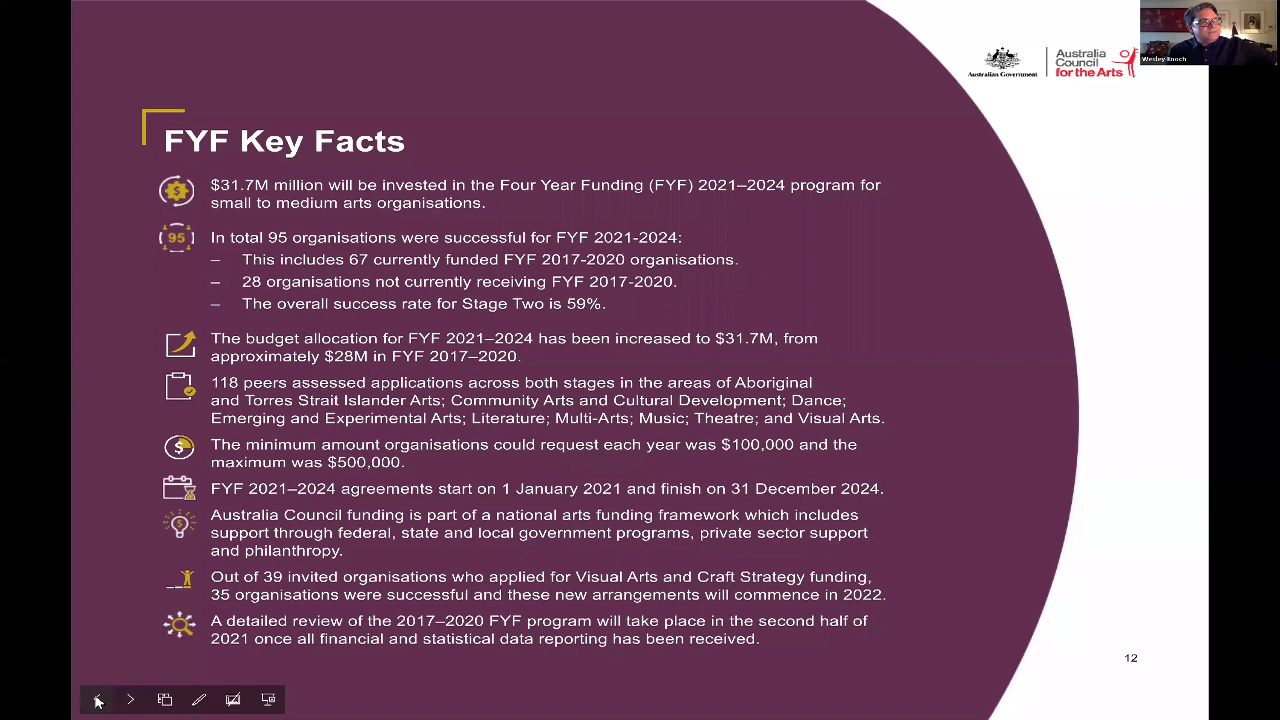 Australian Government
Australia
Council
for the Arts
Wesley Enoch
FYF Key Facts
$31.7M million will be invested in the Four Year Funding (FYF) 2021–2024 program for
small to medium arts organisations.
95
In total 95 organisations were successful for FYF 2021-2024:
– This includes 67 currently funded FYF 2017-2020 organisations.
– 28 organisations not currently receiving FYF 2017-2020.
– The overall success rate for Stage Two is 59%.
The budget allocation for FYF 2021–2024 has been increased to $31.7M, from
approximately $28M in FYF 2017–2020.
118 peers assessed applications across both stages in the areas of Aboriginal
and Torres Strait Islander Arts; Community Arts and Cultural Development; Dance;
Emerging and Experimental Arts; Literature; Multi-Arts; Music; Theatre; and Visual Arts.
The minimum amount organisations could request each year was $100,000 and the
maximum was $500,000.
FYF 2021–2024 agreements start on 1 January 2021 and finish on 31 December 2024.
Australia Council funding is part of a national arts funding framework which includes
support through federal, state and local government programs, private sector support
and philanthropy.
Out of 39 invited organisations who applied for Visual Arts and Craft Strategy funding,
35 organisations were successful and these new arrangements will commence in 2022.
A detailed review of the 2017–2020 FYF program will take place in the second half of
2021 once all financial and statistical data reporting has been received.
12